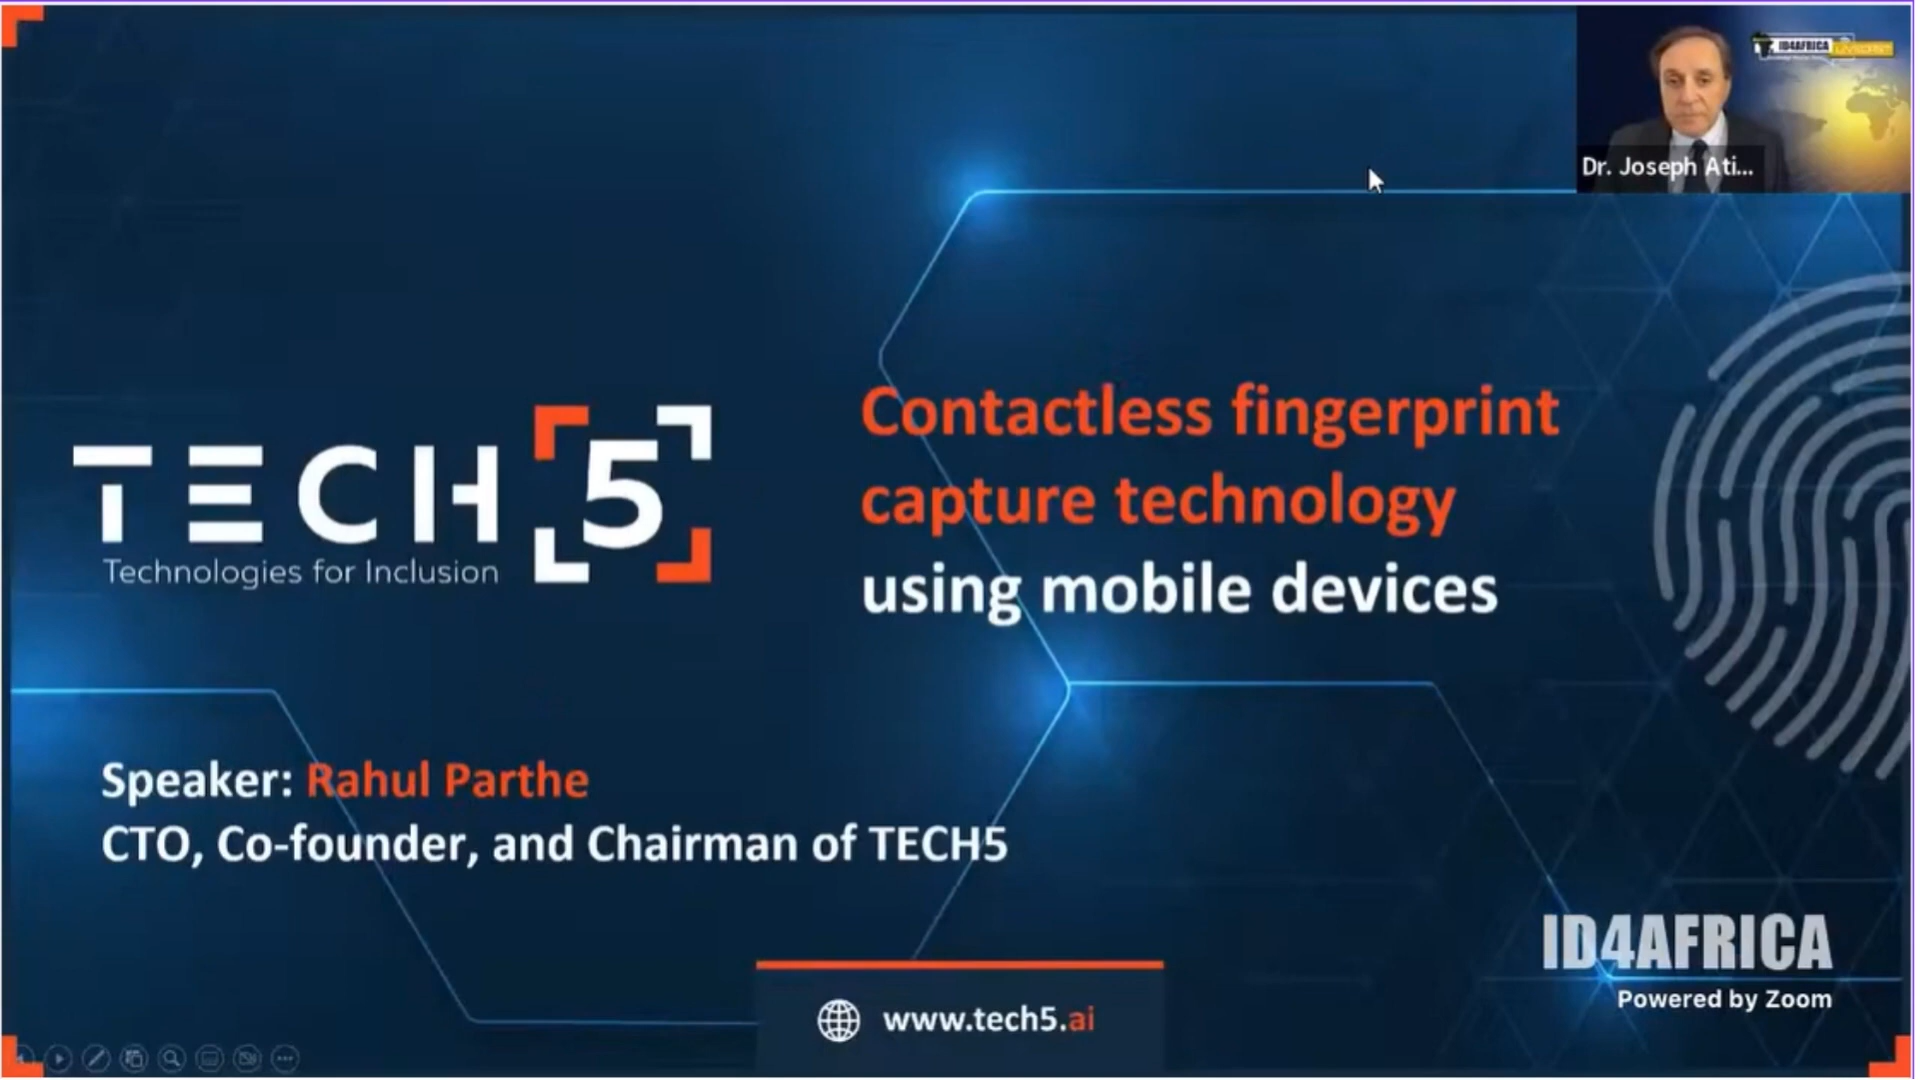 ID4AFRICA
Dr. Joseph Ati...
Contactless fingerprint
capture technology
using mobile devices
TECH5
Technologies for Inclusion
Speaker: Rahul Parthe
CTO, Co-founder, and Chairman of TECH5
ID4AFRICA
Powered by Zoom
www.tech5.ai